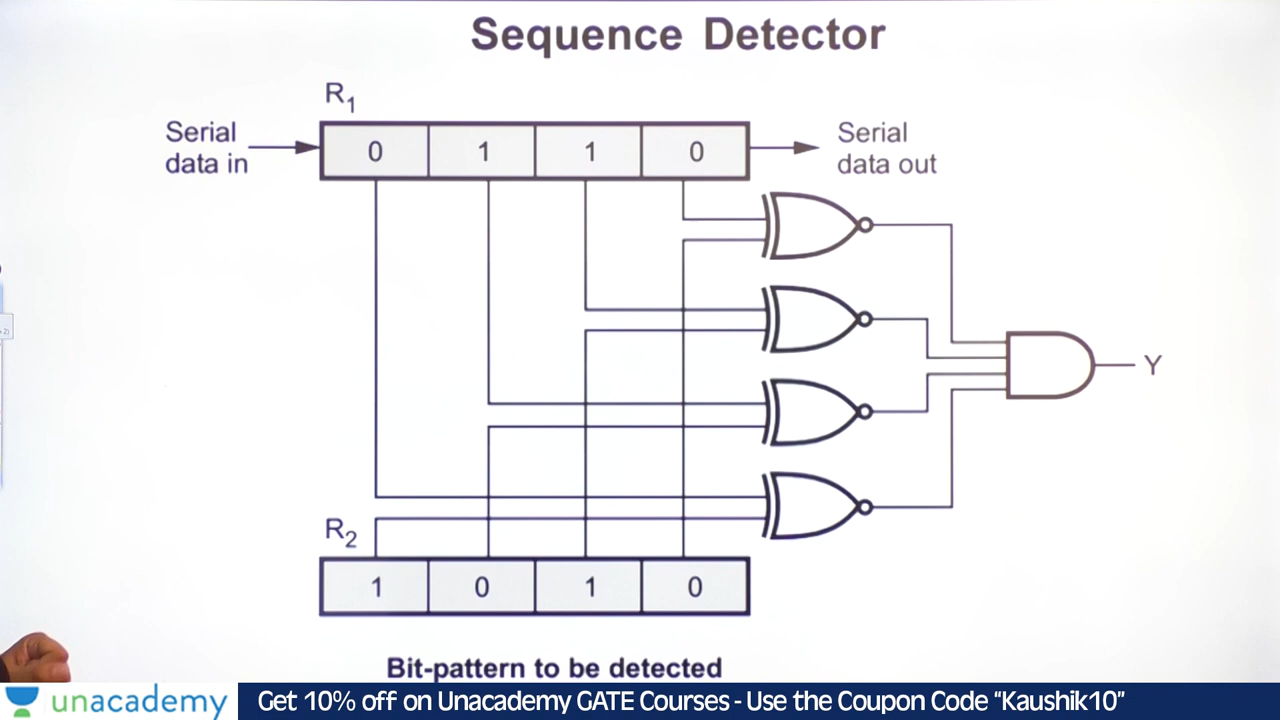 Sequence Detector
R1
Serial
data in
0 1 1 0
Serial
data out
Y
R2
1 0 1 0
Bit-pattern to be detected
unacademy
Get 10% off on Unacademy GATE Courses - Use the Coupon Code “Kaushik10”